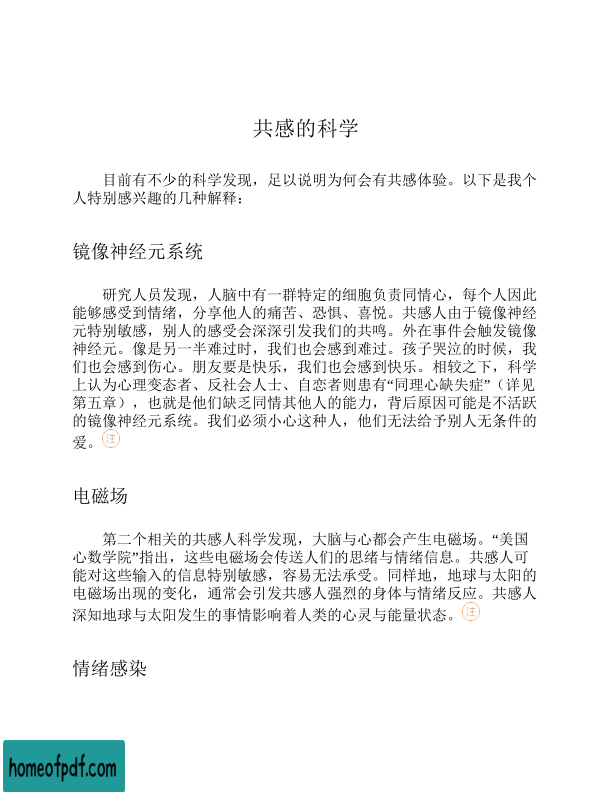 共感的科学
目前有不少的科学发现，足以说明为何会有共感体验。以下是我个
人特别感兴趣的几种解释：
镜像神经元系统
研究人员发现，人脑中有一群特定的细胞负责同情心，每个人因此
能够感受到情绪，分享他人的痛苦、恐惧、喜悦。共感人由于镜像神经
元特别敏感，别人的感受会深深引发我们的共鸣。外在事件会触发镜像
神经元。像是另一半难过时，我们也会感到难过。孩子哭泣的时候，我
们也会感到伤心。朋友要是快乐，我们也会感到快乐。相较之下，科学
上认为心理变态者、反社会人士、自恋者则患有“同理心缺失症”（详见
第五章），也就是他们缺乏同情其他人的能力，背后原因可能是不活跃
的镜像神经元系统。我们必须小心这种人，他们无法给予别人无条件的
爱。注
电磁场
第二个相关的共感人科学发现，大脑与心都会产生电磁场。“美国
心数学院”指出，这些电磁场会传送人们的思绪与情绪信息。共感人可
能对这些输入的信息特别敏感，容易无法承受。同样地，地球与太阳的
电磁场出现的变化，通常会引发共感人强烈的身体与情绪反应。共感人
深知地球与太阳发生的事情影响着人类的心灵与能量状态。注
情绪感染
homeofpdf.com